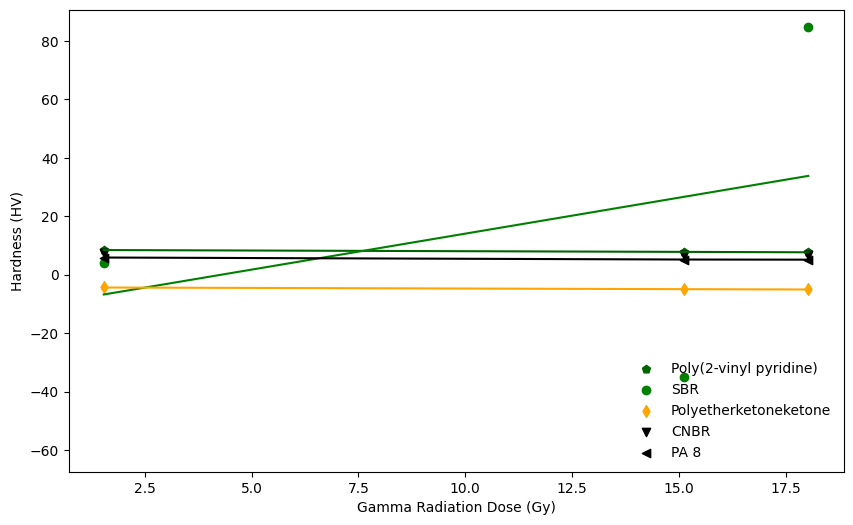 80
60
40
20
0
−20
−40
−60
Hardness (HV)
2.5
5.0
7.5
10.0
12.5
15.0
17.5
Gamma Radiation Dose (Gy)
Poly(2-vinyl pyridine)
SBR
Polyetherketoneketone
CNBR
PA 8